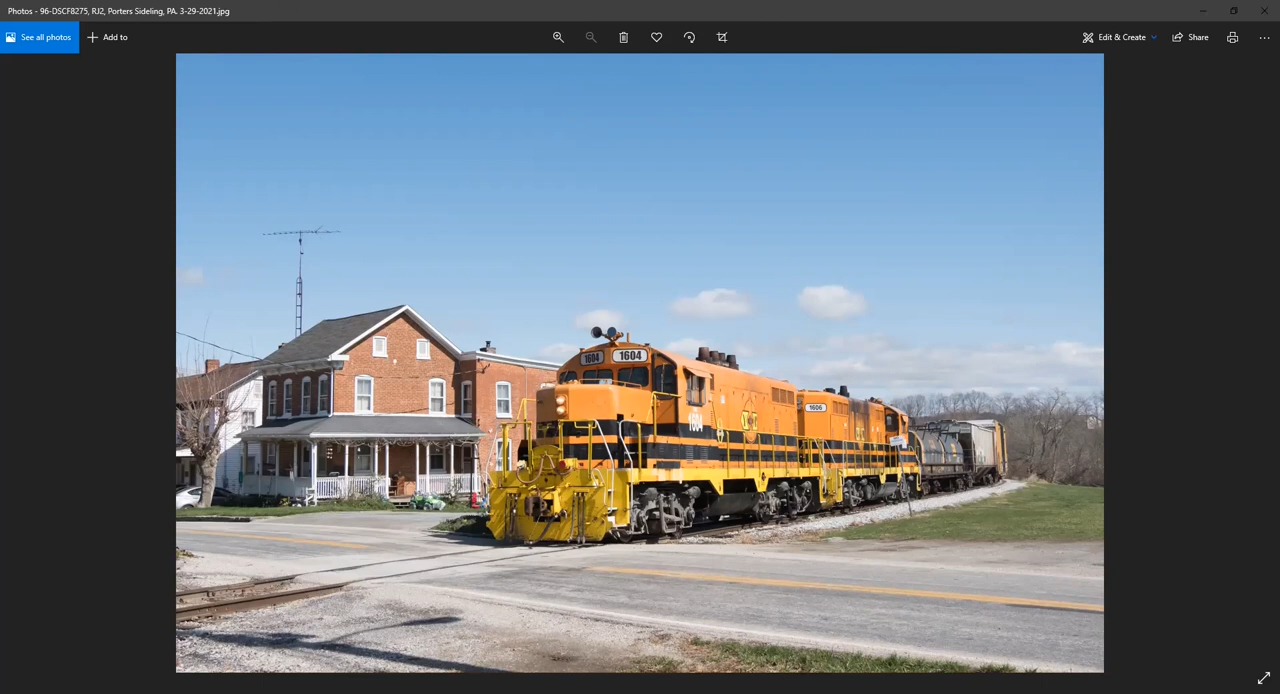 Photos - 96-DSCF8275, RJ2, Porters Sideling, PA. 3-29-2021.jpg
See all photos
Add to
Edit & Create
Share
1604
1604
1604
1606